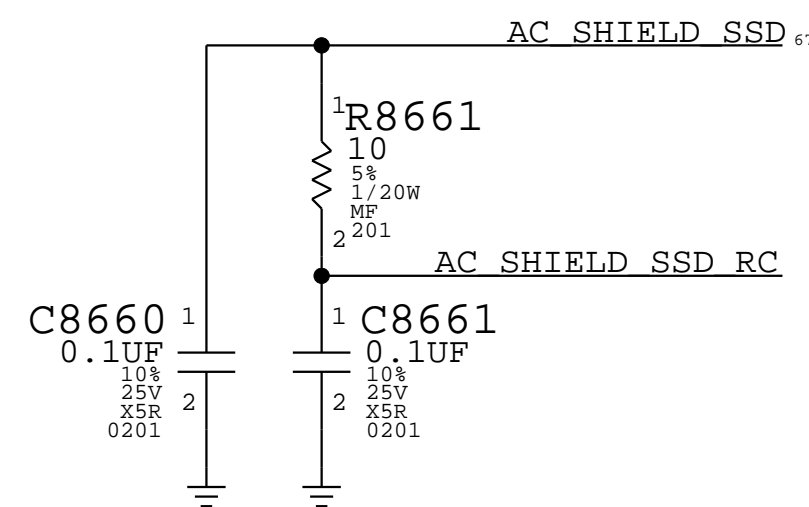 AC_SHIELD_SSD 67
1
R8661
10
5%
1/20W
MF
201
2
AC_SHIELD_SSD_RC
C8660 1
0.1UF
10%
25V
X5R
0201
2
1 C8661
0.1UF
10%
25V
X5R
0201
2